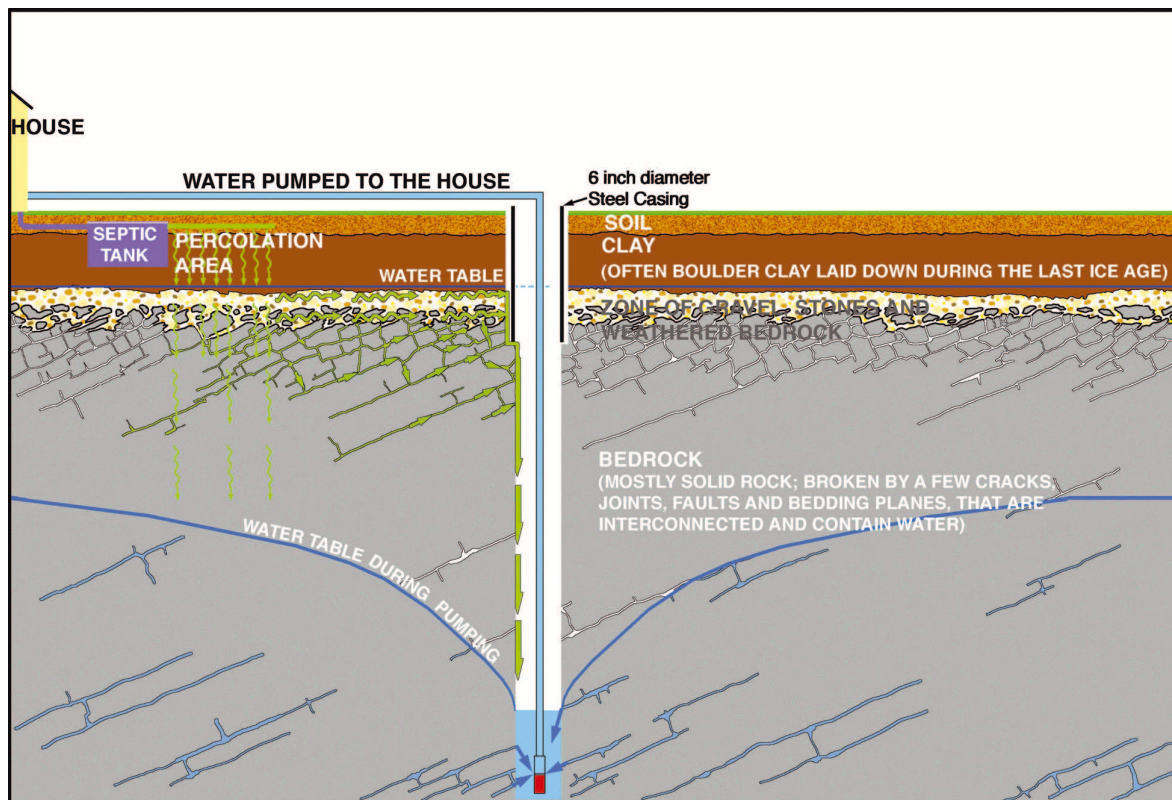 HOUSE
WATER PUMPED TO THE HOUSE
6 inch diameter
Steel Casing
SEPTIC
TANK
PERCOLATION
AREA
WATER TABLE
SOIL
CLAY
(OFTEN BOULDER CLAY LAID DOWN DURING THE LAST ICE AGE)
ZONE OF GRAVEL, STONES AND
WEATHERED BEDROCK
BEDROCK
(MOSTLY SOLID ROCK; BROKEN BY A FEW CRACKS,
JOINTS, FAULTS AND BEDDING PLANES, THAT ARE
INTERCONNECTED AND CONTAIN WATER)
WATER TABLE DURING PUMPING